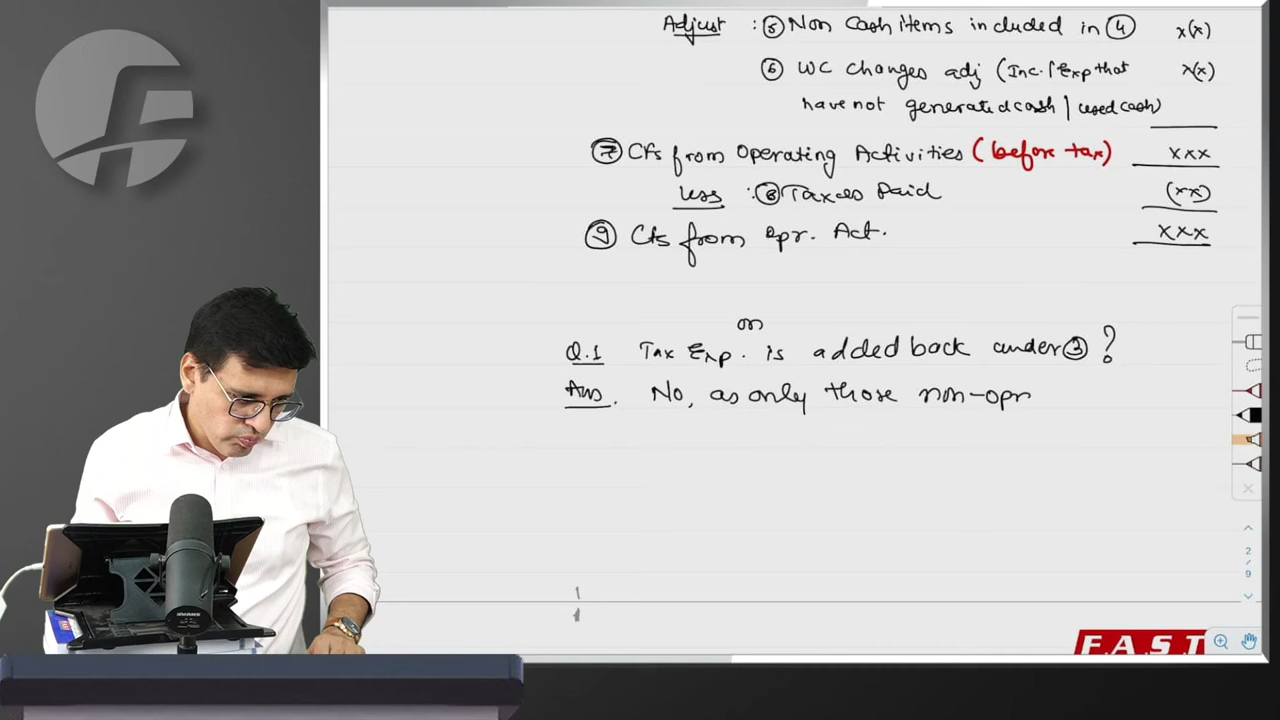 Adjust : ⑤ Non Cash items included in ④ x(x)
⑥ WC changes adj (Inc. | Exp that x(x)
have not generated cash | used cash)
⑦ Cfs from Operating Activities (before tax) xxx
Less : ⑧ Taxes Paid (xx)
⑨ Cfs from opr. Act. xxx
on
Q.1 Tax Exp. is added back under ③ ?
Ans. No, as only those non-opr
2
/
9
F.A.S.T